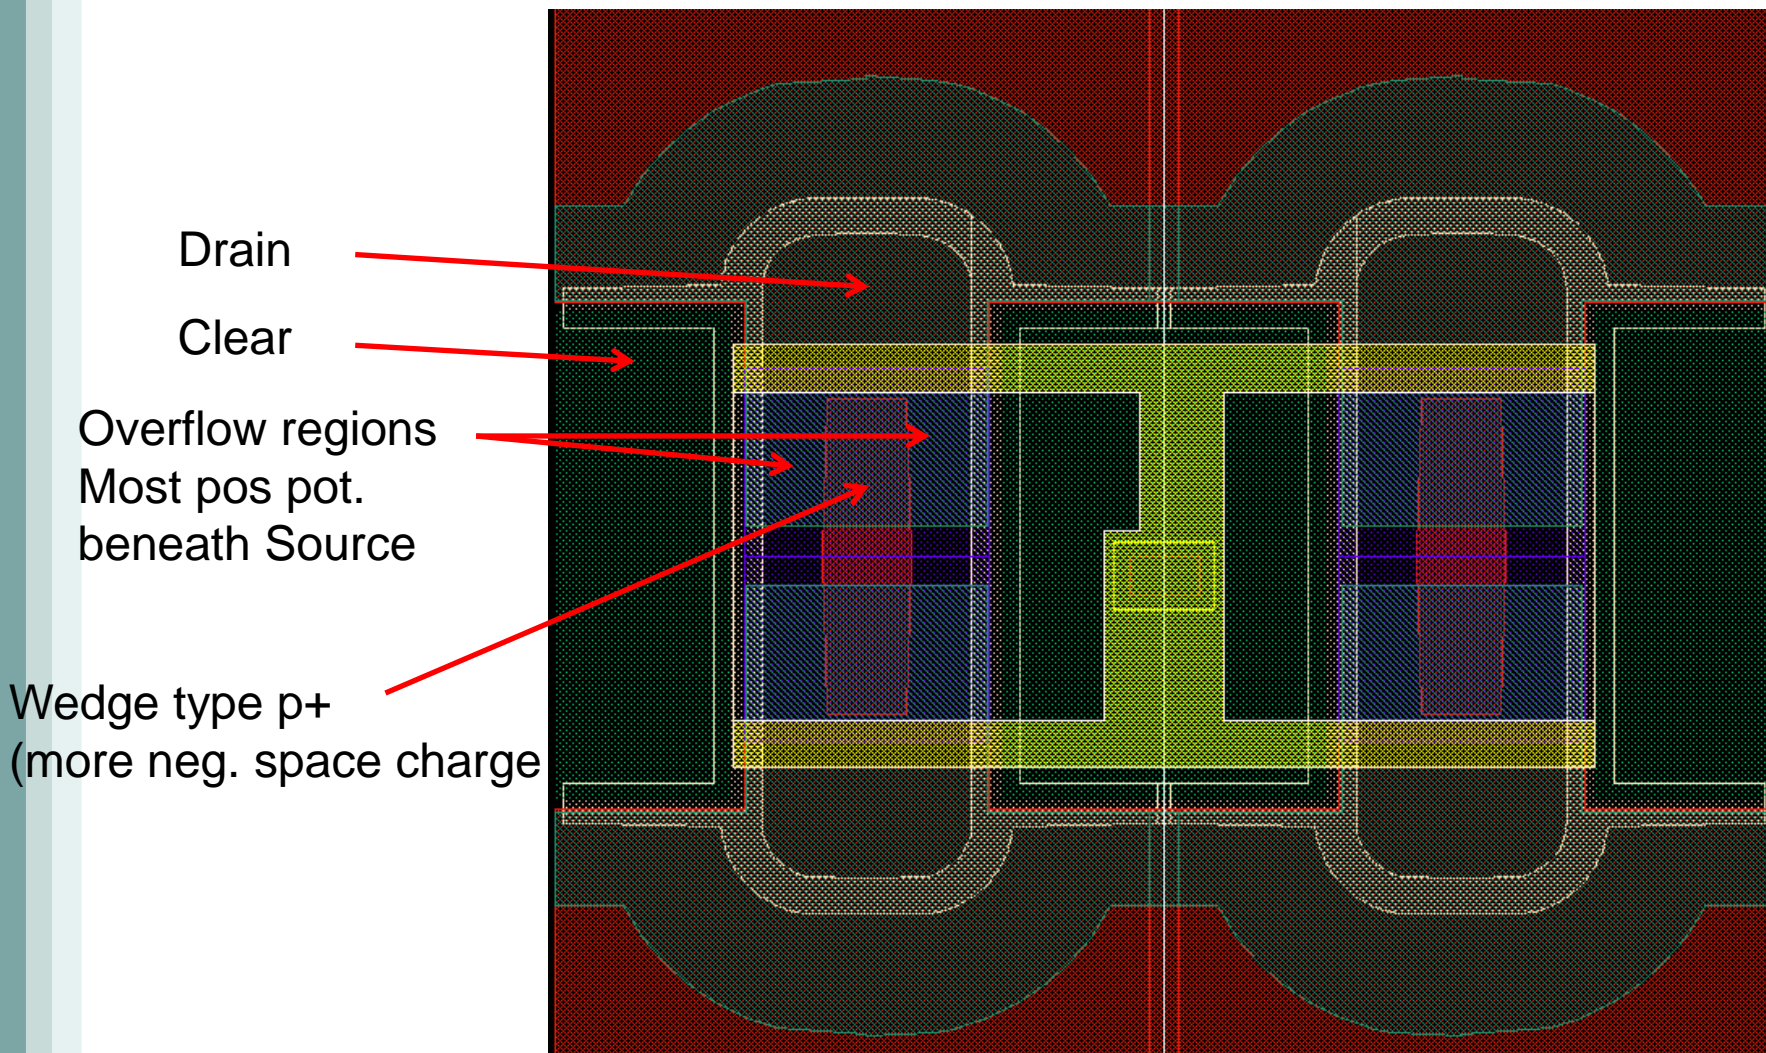 Drain
Clear
Overflow regions
Most pos pot.
beneath Source
Wedge type p+
(more neg. space charge